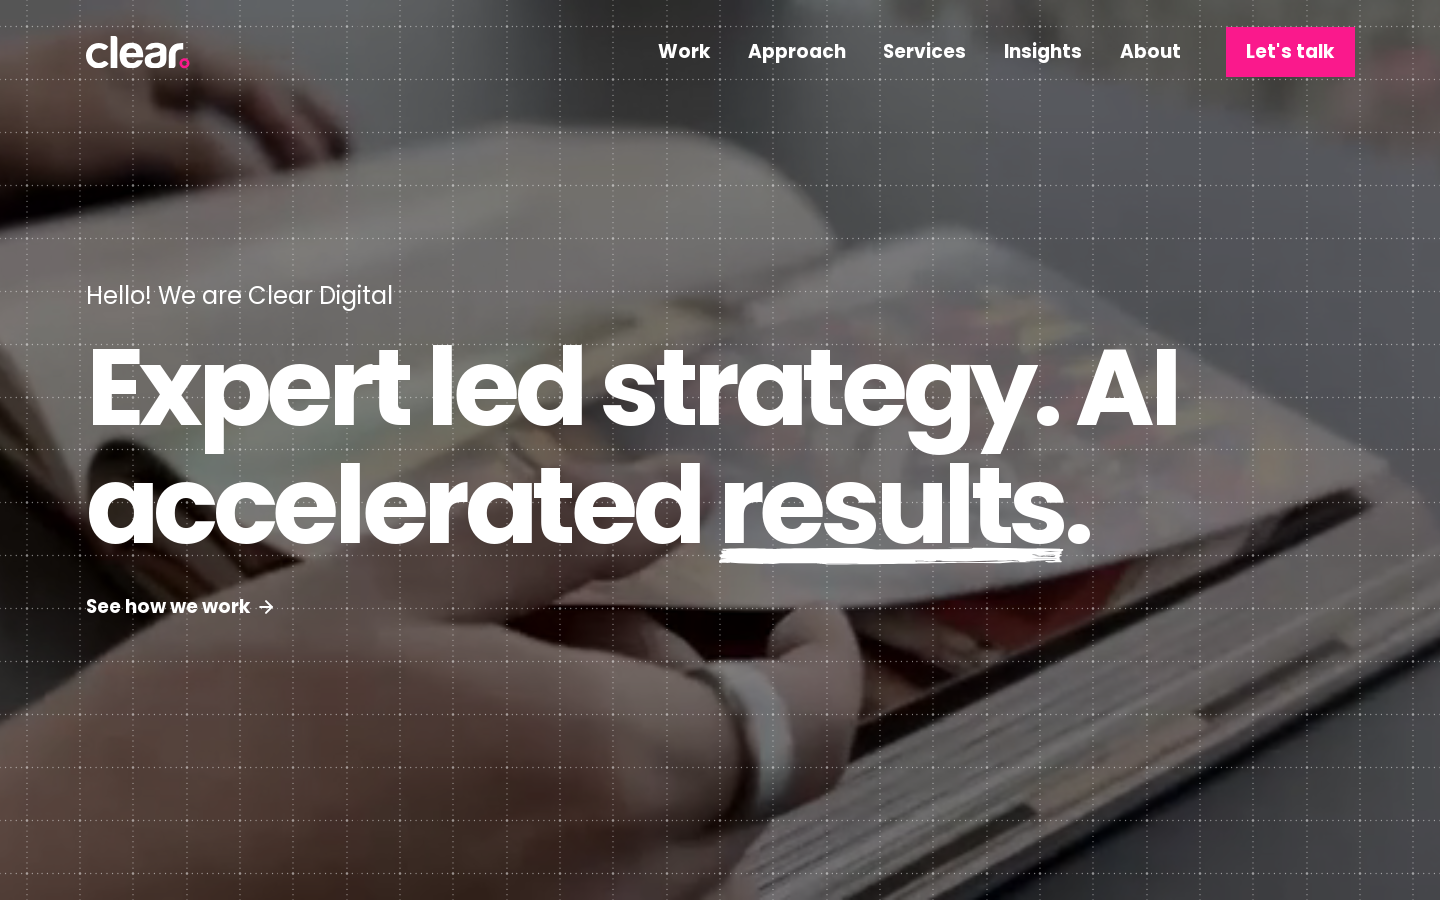 clear.
Work Approach Services Insights About Let's talk
Hello! We are Clear Digital
Expert led strategy. AI
accelerated results.
See how we work →